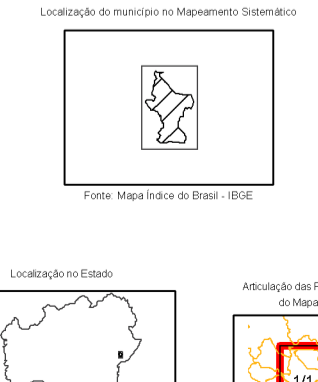 Localização do município no Mapeamento Sistemático
Fonte: Mapa Índice do Brasil - IBGE
Localização no Estado
Articulação das
do Mapa
1/1